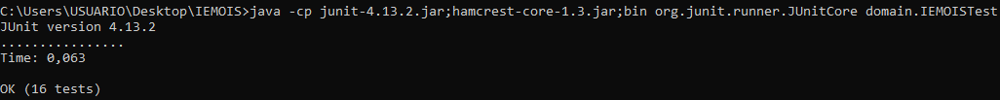 C:\Users\USUARIO\Desktop\IEMOIS>java -cp junit-4.13.2.jar;hamcrest-core-1.3.jar;bin org.junit.runner.JUnitCore domain.IEMOISTest
JUnit version 4.13.2
................
Time: 0,063
OK (16 tests)